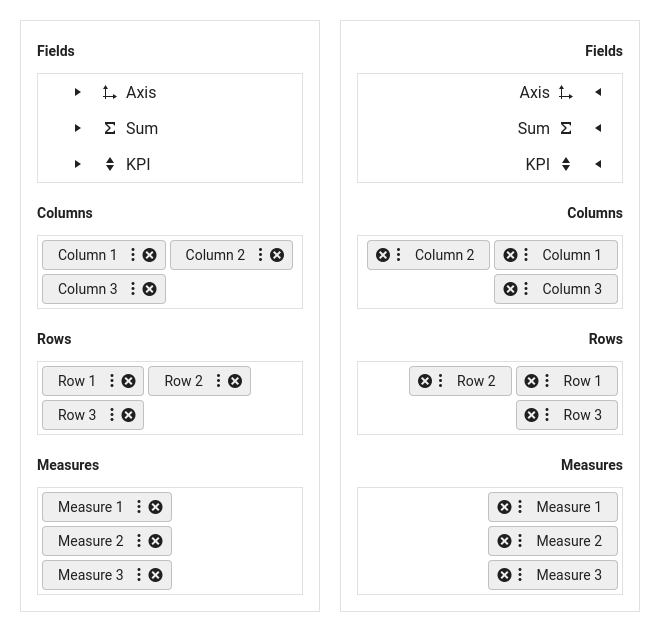 Fields
Axis
Sum
KPI
Columns
Column 1 Column 2
Column 3
Rows
Row 1 Row 2
Row 3
Measures
Measure 1
Measure 2
Measure 3
Fields
Axis
Sum
KPI
Columns
Column 2 Column 1
Column 3
Rows
Row 2 Row 1
Row 3
Measures
Measure 1
Measure 2
Measure 3